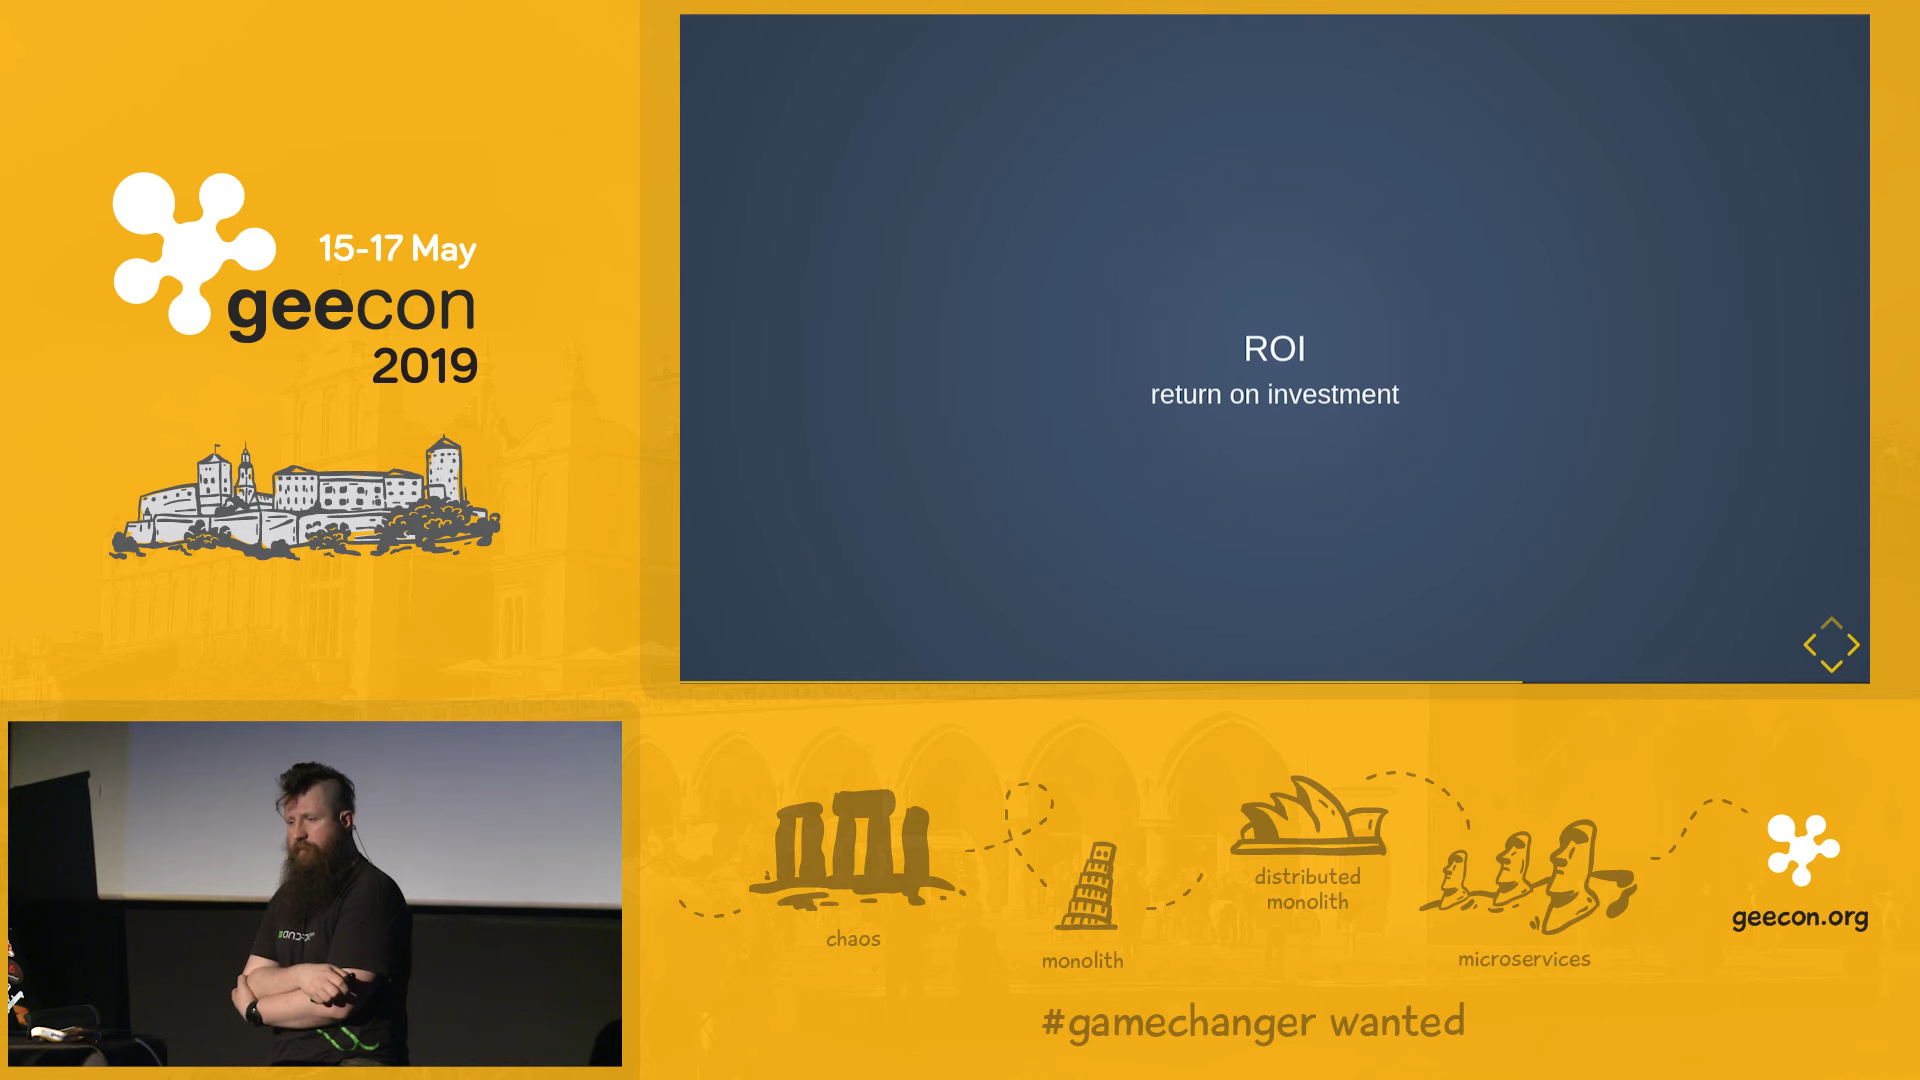 15-17 May
geecon
2019
ROI
return on investment
chaos
monolith
distributed
monolith
microservices
geecon.org
#gamechanger wanted